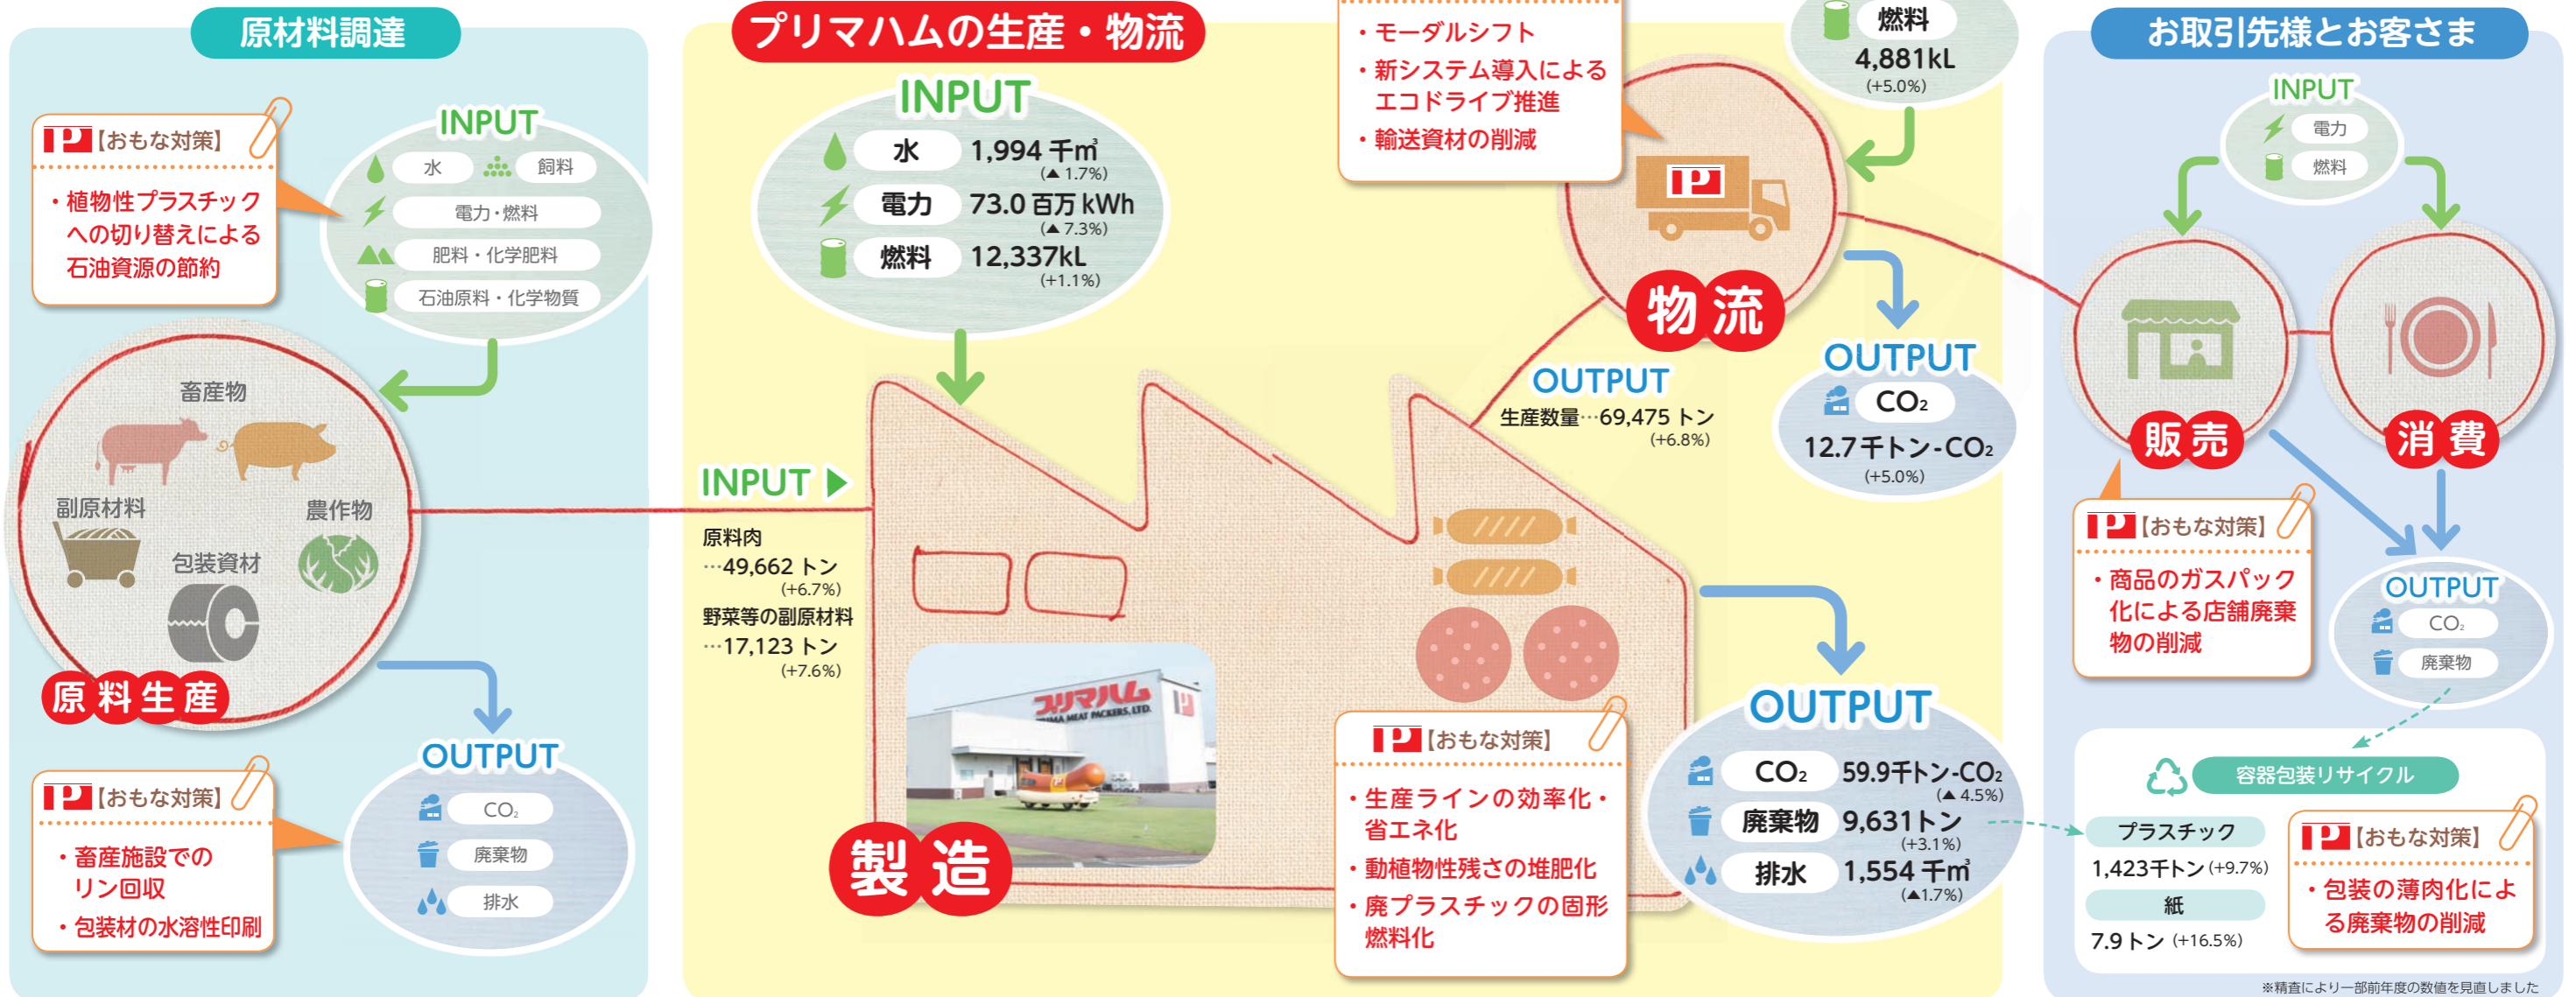 原材料調達
【おもな対策】
・植物性プラスチック
への切り替えによる
石油資源の節約
INPUT
水
飼料
電力・燃料
肥料・化学肥料
石油原料・化学物質
畜産物
副原材料
農作物
包装資材
原料生産
OUTPUT
CO₂
廃棄物
排水
【おもな対策】
・畜産施設での
リン回収
・包装材の水溶性印刷
プリマハムの生産・物流
INPUT
水 1,994 千㎥
(▲ 1.7%)
電力 73.0 百万 kWh
(▲ 7.3%)
燃料 12,337kL
(+1.1%)
INPUT ▶
原料肉
…49,662 トン
(+6.7%)
野菜等の副原材料
…17,123 トン
(+7.6%)
プリマハム
PRIMA MEAT PACKERS, LTD.
製造
・モーダルシフト
・新システム導入による
エコドライブ推進
・輸送資材の削減
燃料
4,881kL
(+5.0%)
物流
OUTPUT
生産数量…69,475 トン
(+6.8%)
OUTPUT
CO₂
12.7千トン-CO₂
(+5.0%)
【おもな対策】
・生産ラインの効率化・
省エネ化
・動植物性残さの堆肥化
・廃プラスチックの固形
燃料化
OUTPUT
CO₂ 59.9千トン-CO₂
(▲ 4.5%)
廃棄物 9,631トン
(+3.1%)
排水 1,554 千㎥
(▲1.7%)
お取引先様とお客さま
INPUT
電力
燃料
販売
消費
【おもな対策】
・商品のガスパック
化による店舗廃棄
物の削減
OUTPUT
CO₂
廃棄物
容器包装リサイクル
プラスチック
1,423千トン (+9.7%)
紙
7.9トン (+16.5%)
【おもな対策】
・包装の薄肉化によ
る廃棄物の削減
※精査により一部前年度の数値を見直しました